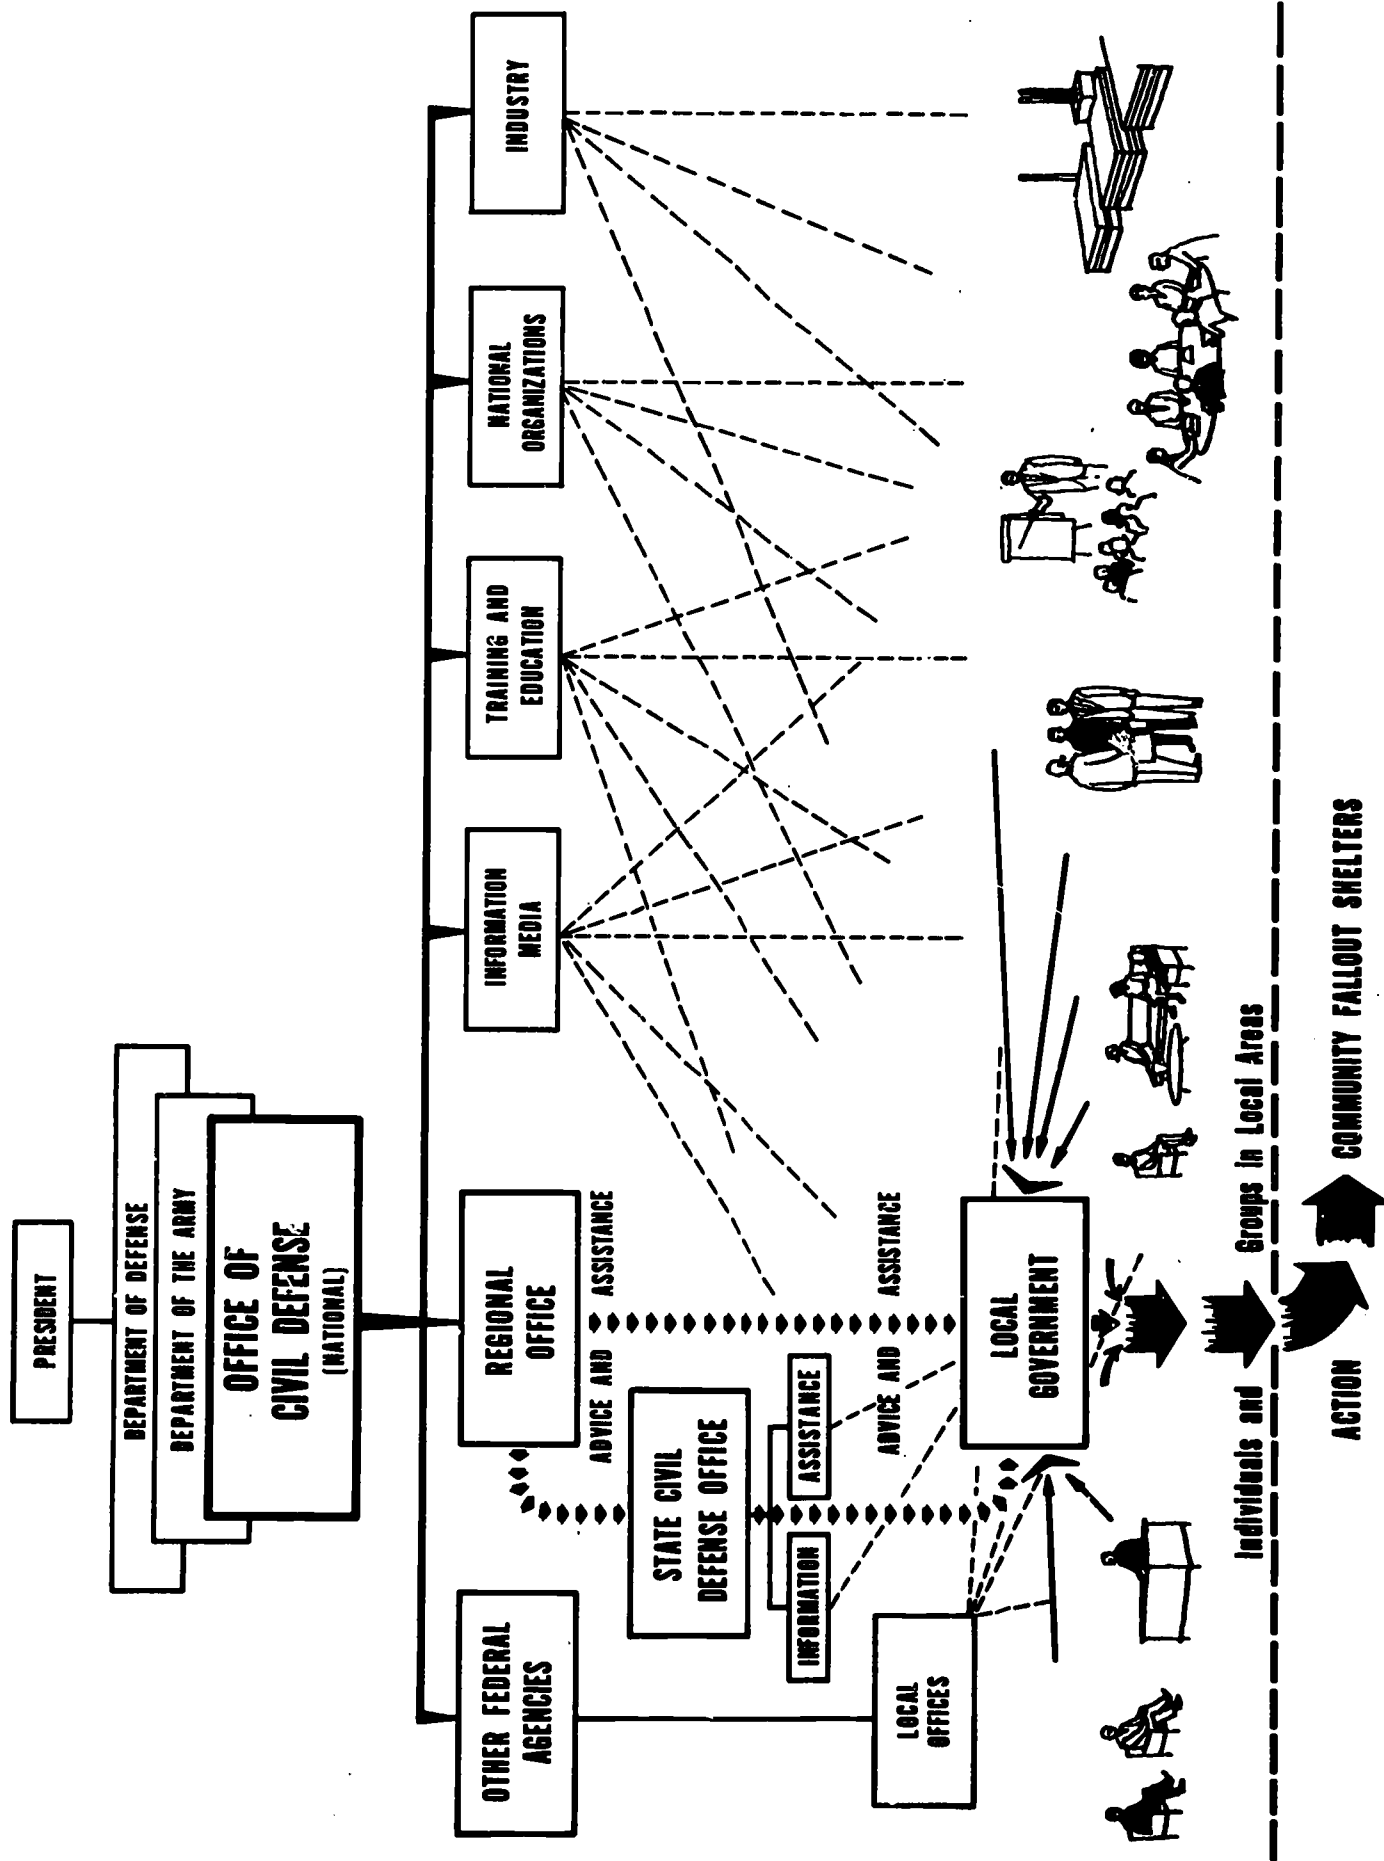 PRESIDENT
DEPARTMENT OF DEFENSE
DEPARTMENT OF THE ARMY
OFFICE OF
CIVIL DEFENSE
(NATIONAL)
OTHER FEDERAL
AGENCIES
REGIONAL
OFFICE
INFORMATION
MEDIA
TRAINING AND
EDUCATION
NATIONAL
ORGANIZATIONS
INDUSTRY
ADVICE AND
ASSISTANCE
STATE CIVIL
DEFENSE OFFICE
INFORMATION
ASSISTANCE
ADVICE AND
ASSISTANCE
LOCAL
OFFICES
LOCAL
GOVERNMENT
Individuals and
Groups in Local Areas
ACTION
COMMUNITY FALLOUT SHELTERS